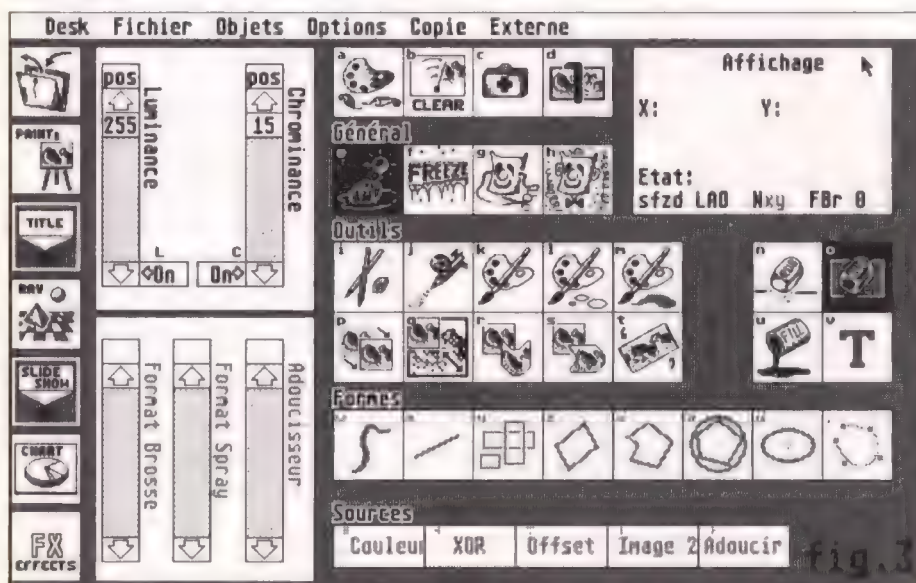 Desk Fichier Objets Options Copie Externe
PRINT:
TITLE
RAY
SLIDE
SHOW
CHART
FX
EFFECTS
pos
255
Luminance
pos
15
Chrominance
L
On
C
On
Format Brosse
Format Spray
Adoucisseur
a
b
CLEAR
c
d
Général
f
FREEZE
g
h
Outils
i
j
k
l
m
n
o
p
q
r
s
t
u
FILL
v
T
Formes
Sources
Couleur
XOR
Offset
Image 2
Adoucir
Affichage
X: Y:
Etat:
sfzd LAO Nxy FBr 0
fig.3